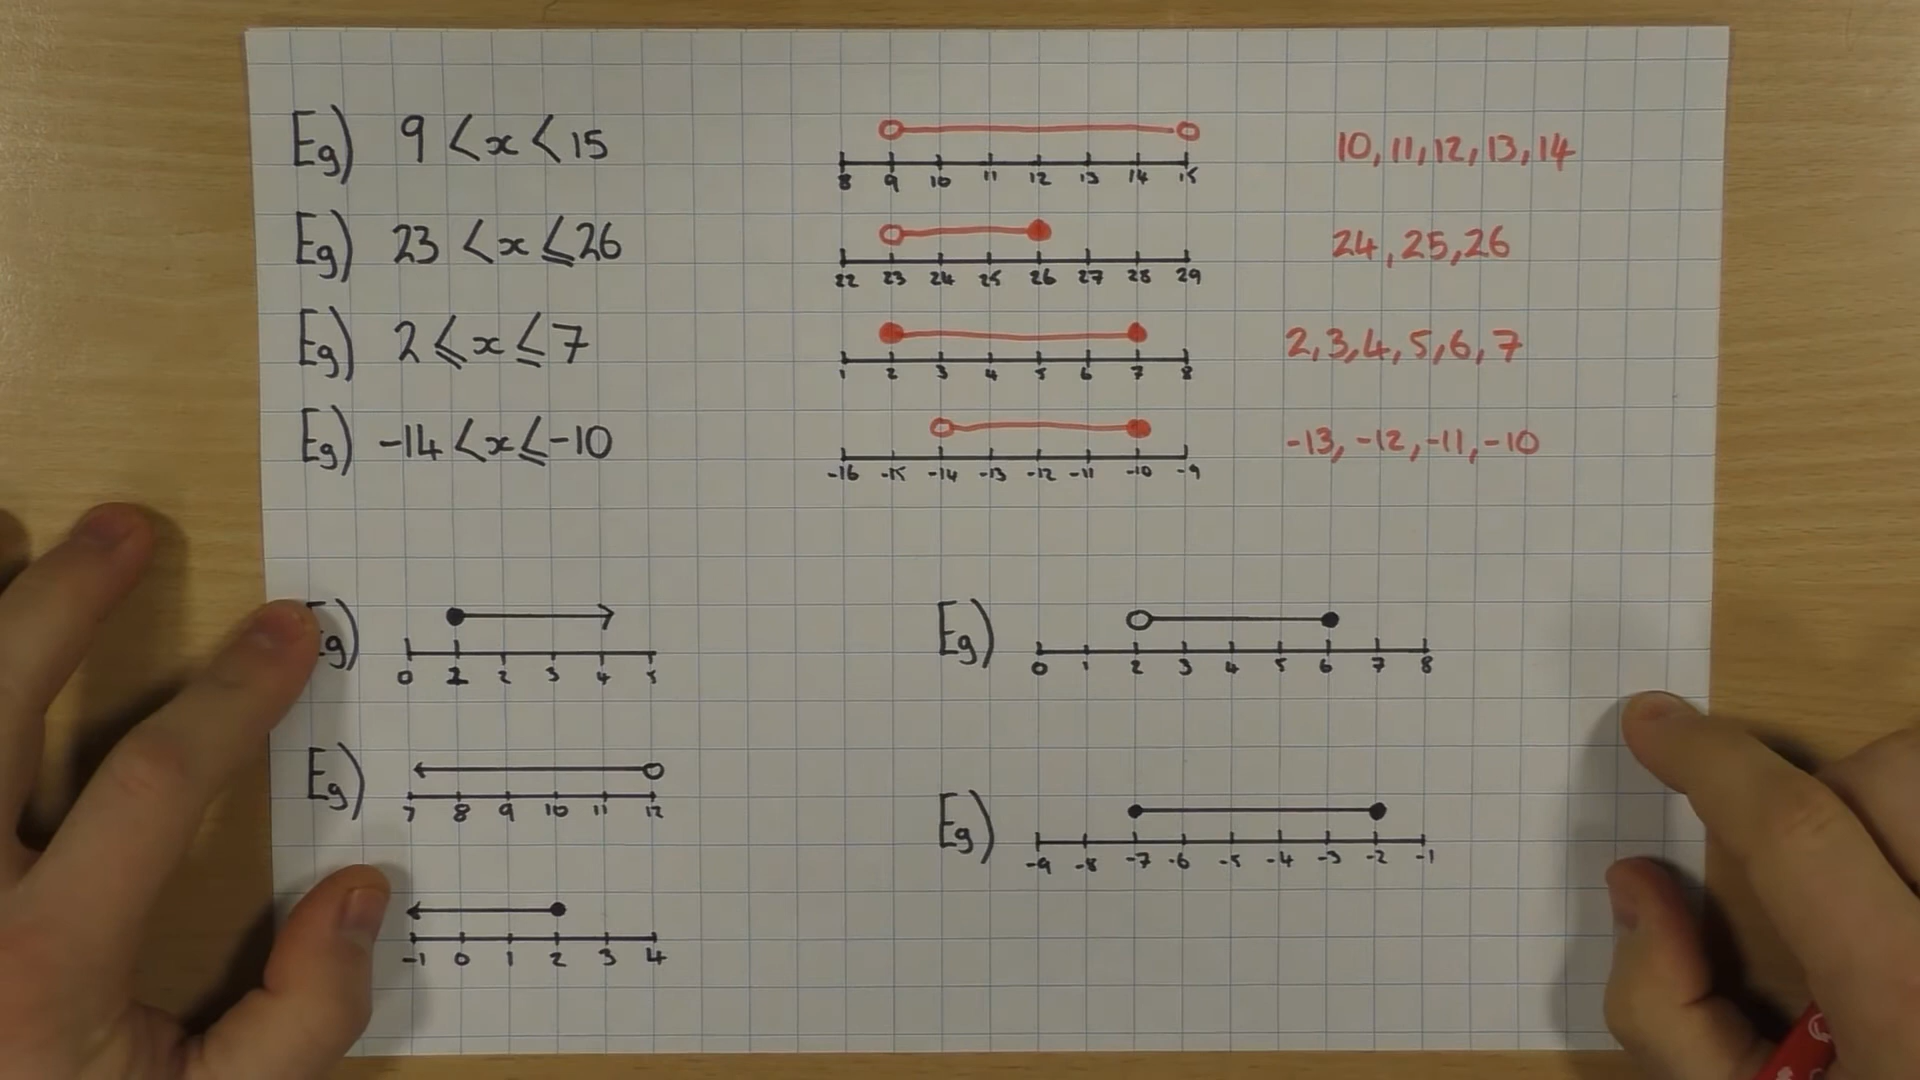 Eg) 9 < x < 15
8 9 10 11 12 13 14 15
10, 11, 12, 13, 14
Eg) 23 < x ≤ 26
22 23 24 25 26 27 28 29
24, 25, 26
Eg) 2 ≤ x ≤ 7
1 2 3 4 5 6 7 8
2, 3, 4, 5, 6, 7
Eg) -14 < x ≤ -10
-16 -15 -14 -13 -12 -11 -10 -9
-13, -12, -11, -10
Eg)
0 1 2 3 4 5
Eg)
0 1 2 3 4 5 6 7 8
Eg)
7 8 9 10 11 12
Eg)
-9 -8 -7 -6 -5 -4 -3 -2 -1
-1 0 1 2 3 4